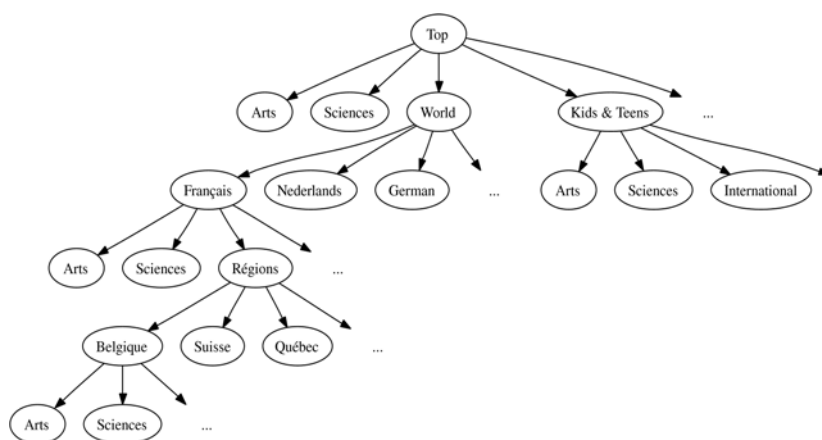 Top
Arts Sciences World Kids & Teens ...
Français Nederlands German ... Arts Sciences International
Arts Sciences Régions ...
Belgique Suisse Québec ...
Arts Sciences ...